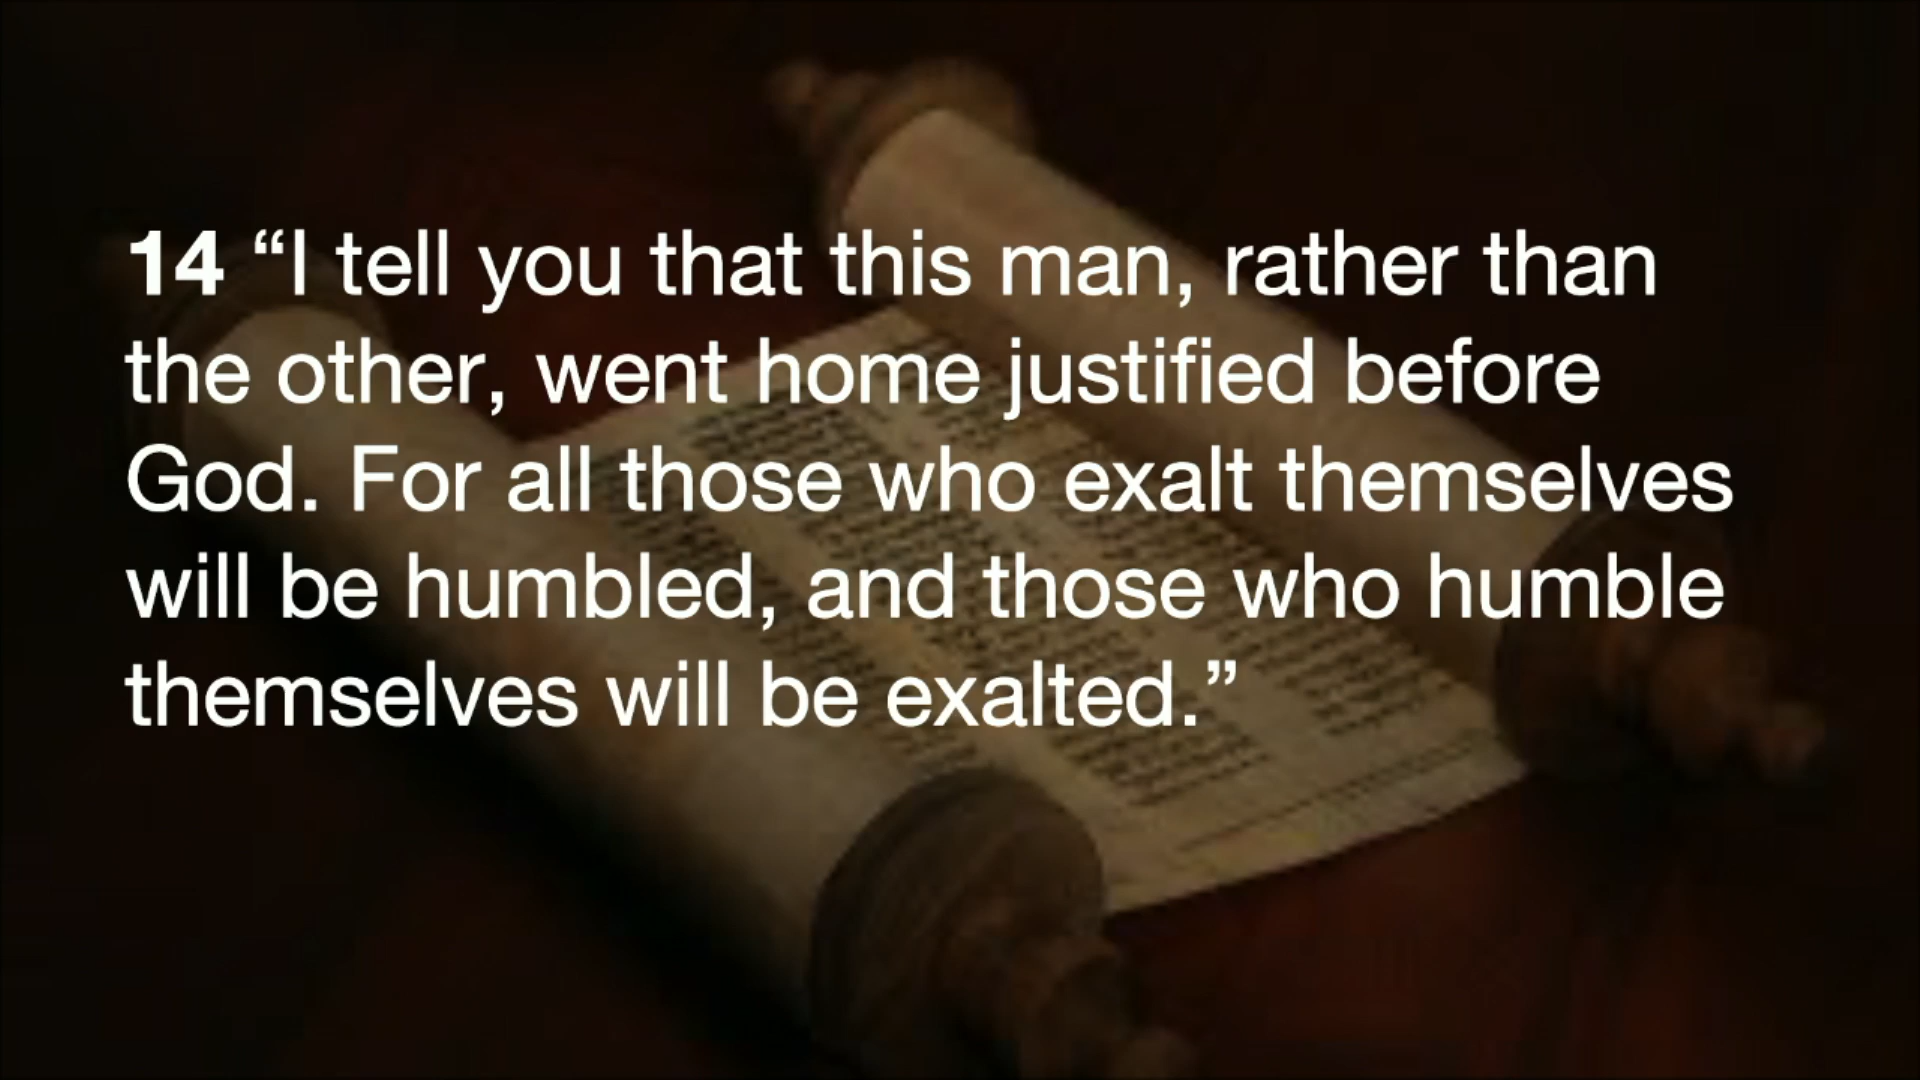 14 “I tell you that this man, rather than
the other, went home justified before
God. For all those who exalt themselves
will be humbled, and those who humble
themselves will be exalted.”